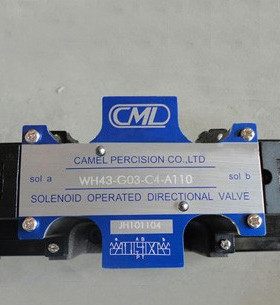 CML
CAMEL PERCISION CO.,LTD
sol a
WH43-G03-C4-A110
sol b
SOLENOID OPERATED DIRECTIONAL VALVE
JH101104